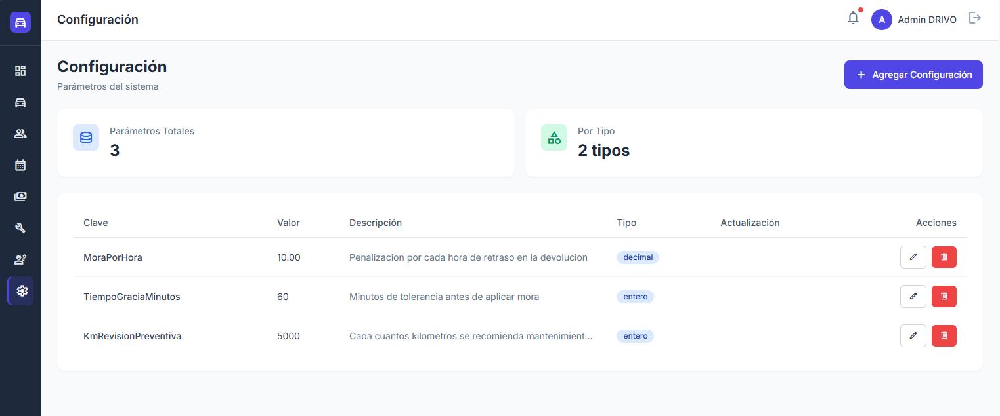 Configuración
A
Admin DRIVO
Configuración
Parámetros del sistema
+ Agregar Configuración
Parámetros Totales
3
Por Tipo
2 tipos
Clave Valor Descripción Tipo Actualización Acciones
MoraPorHora 10.00 Penalizacion por cada hora de retraso en la devolucion decimal
TiempoGraciaMinutos 60 Minutos de tolerancia antes de aplicar mora entero
KmRevisionPreventiva 5000 Cada cuantos kilometros se recomienda mantenimient... entero